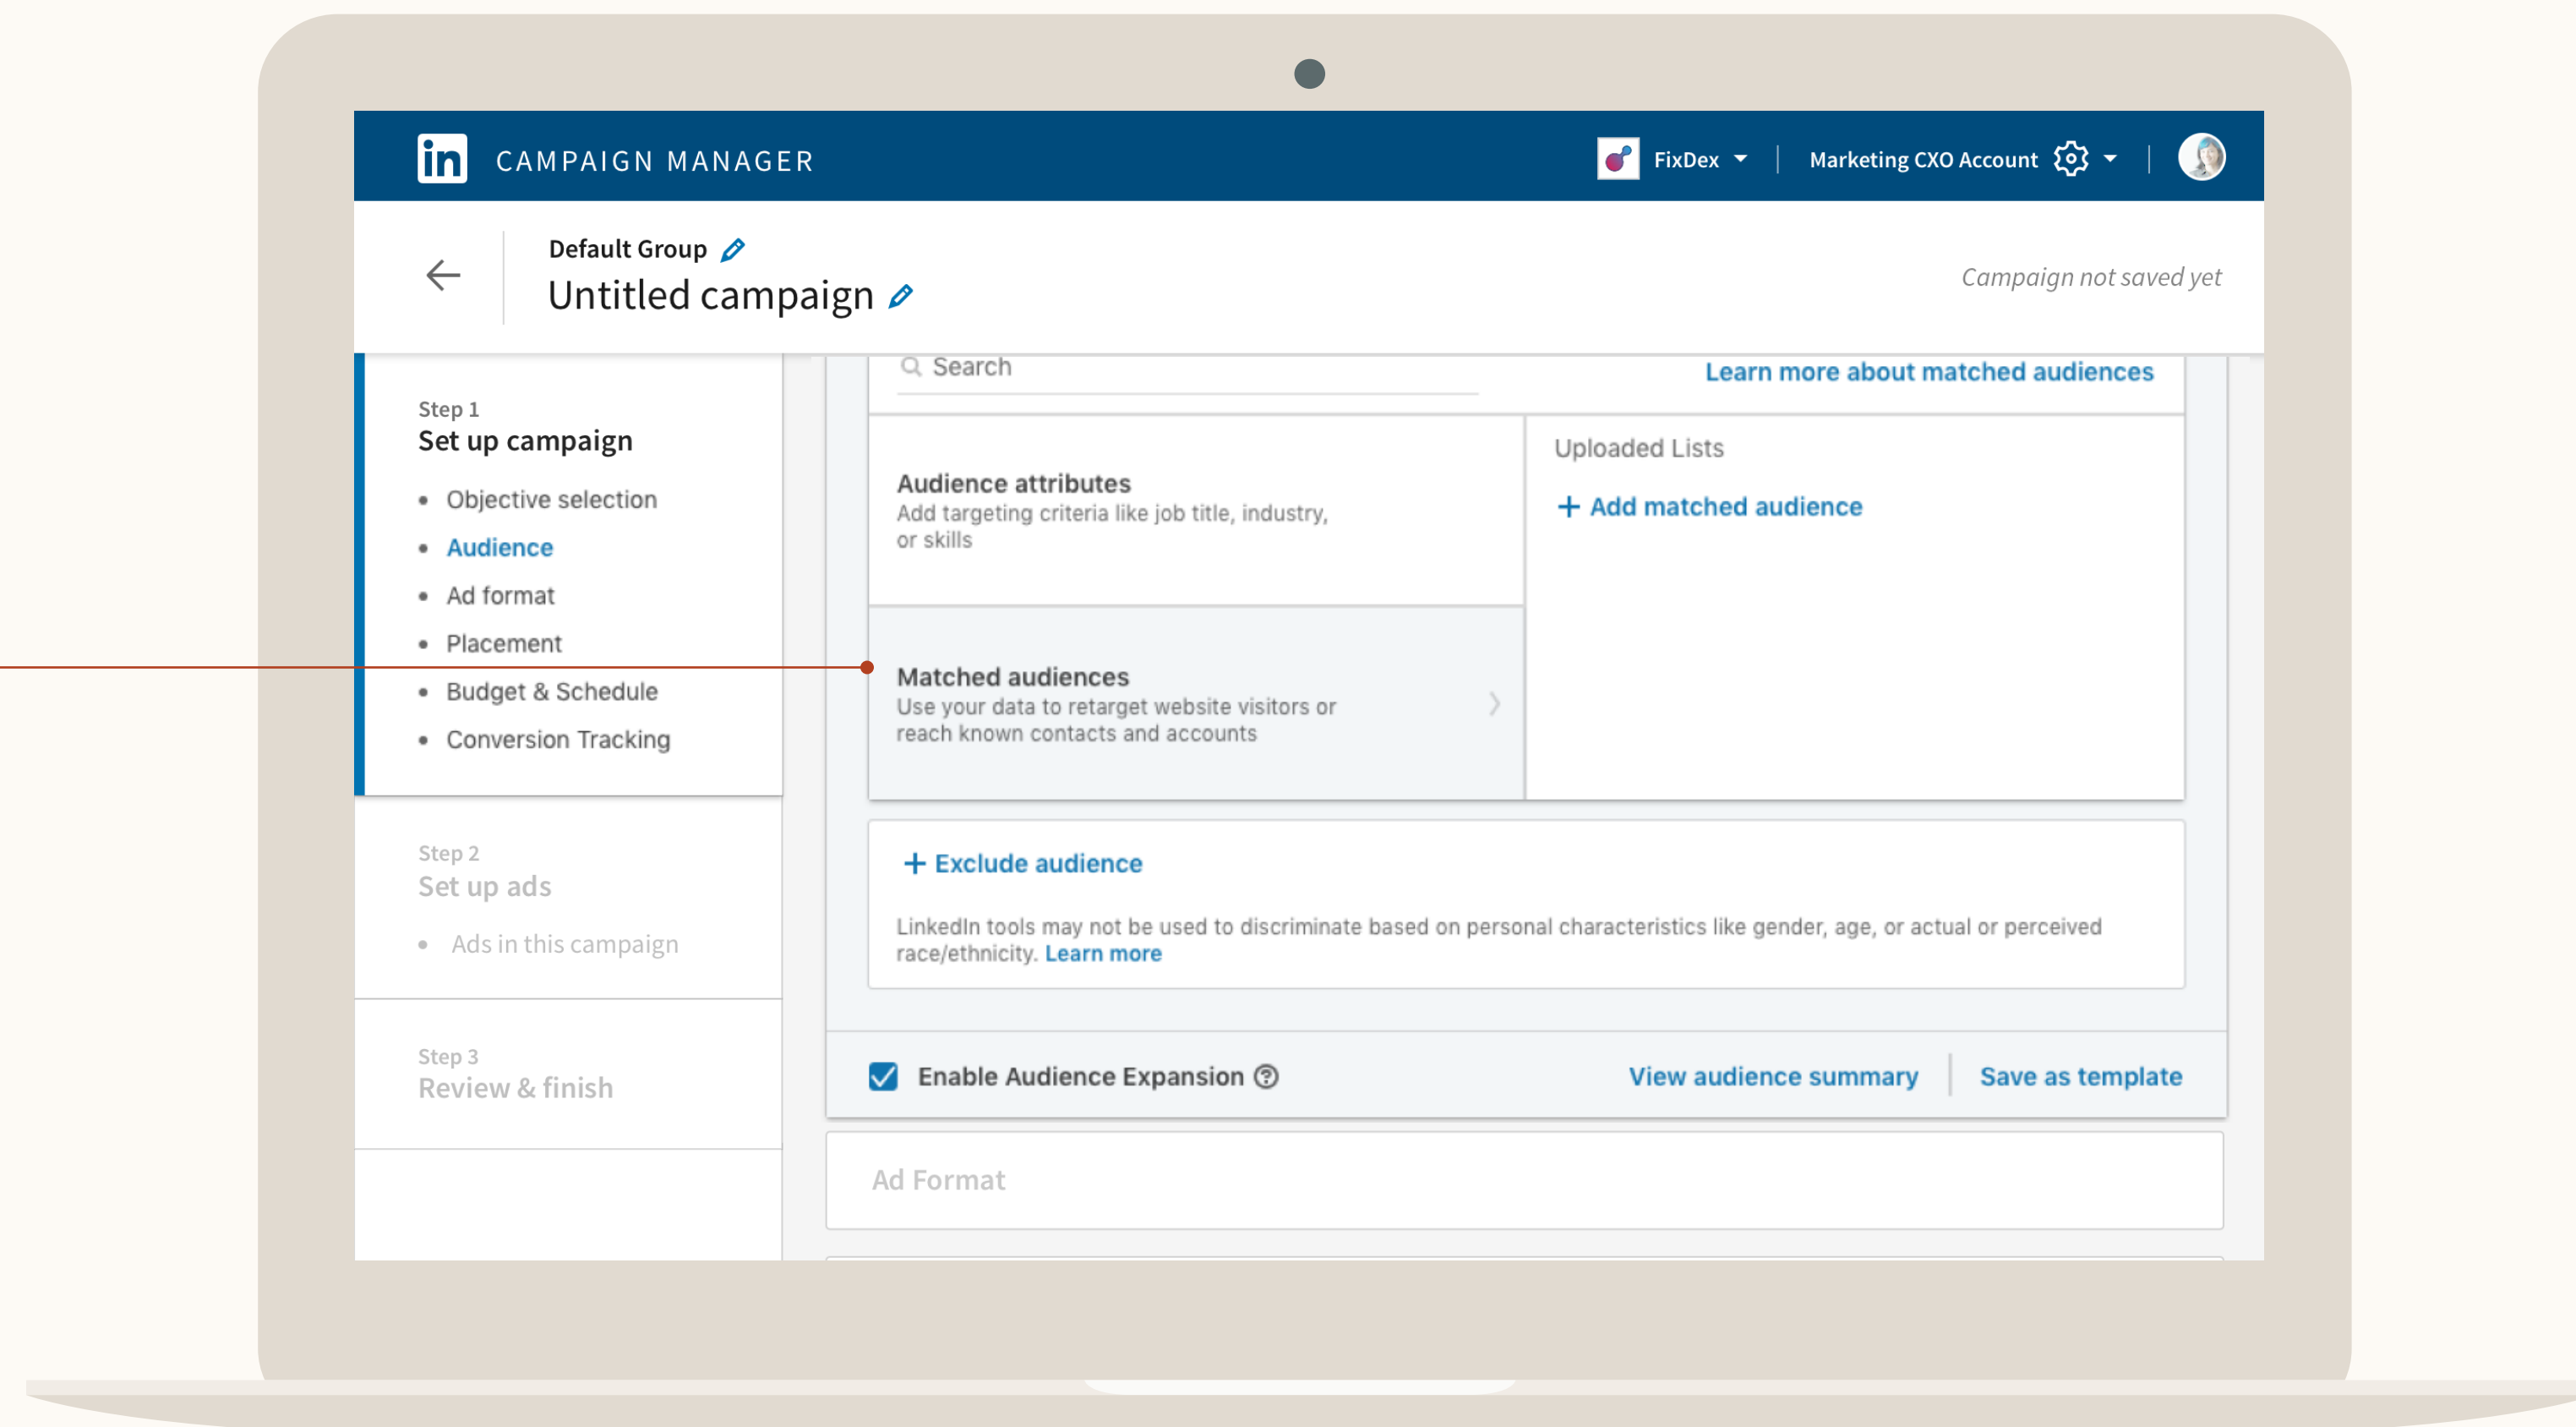 in CAMPAIGN MANAGER
FixDex
Marketing CXO Account
Default Group
Untitled campaign
Campaign not saved yet
Step 1
Set up campaign
• Objective selection
• Audience
• Ad format
• Placement
• Budget & Schedule
• Conversion Tracking
Step 2
Set up ads
• Ads in this campaign
Step 3
Review & finish
Search
Learn more about matched audiences
Audience attributes
Add targeting criteria like job title, industry,
or skills
Matched audiences
Use your data to retarget website visitors or
reach known contacts and accounts
Uploaded Lists
+ Add matched audience
+ Exclude audience
LinkedIn tools may not be used to discriminate based on personal characteristics like gender, age, or actual or perceived
race/ethnicity. Learn more
Enable Audience Expansion ?
View audience summary
Save as template
Ad Format